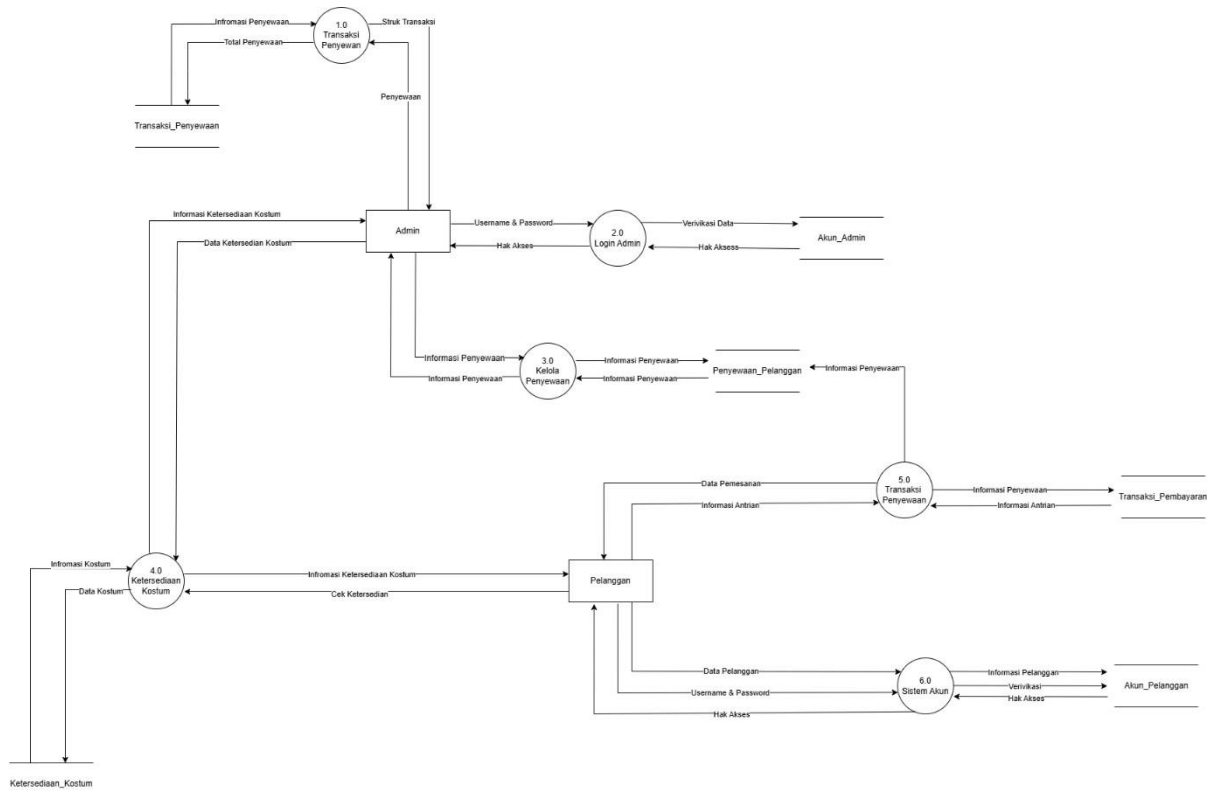 Infromasi Penyewaan
1.0
Transaksi
Penyewan
Struk Transaksi
Total Penyewaan
Penyewaan
Transaksi_Penyewaan
Informasi Ketersediaan Kostum
Data Ketersedian Kostum
Admin
Username & Password
Hak Akses
2.0
Login Admin
Verivikasi Data
Hak Aksess
Akun_Admin
Informasi Penyewaan
Informasi Penyewaan
3.0
Kelola
Penyewaan
Informasi Penyewaan
Informasi Penyewaan
Penyewaan_Pelanggan
Informasi Penyewaan
Data Pemesanan
Informasi Antrian
5.0
Transaksi
Penyewaan
Informasi Penyewaan
Informasi Antrian
Transaksi_Pembayaran
Infromasi Kostum
Data Kostum
4.0
Ketersediaan
Kostum
Infromasi Ketersediaan Kostum
Cek Ketersedian
Pelanggan
Data Pelanggan
Username & Password
Hak Akses
6.0
Sistem Akun
Informasi Pelanggan
Verivikasi
Hak Akses
Akun_Pelanggan
Ketersediaan_Kostum